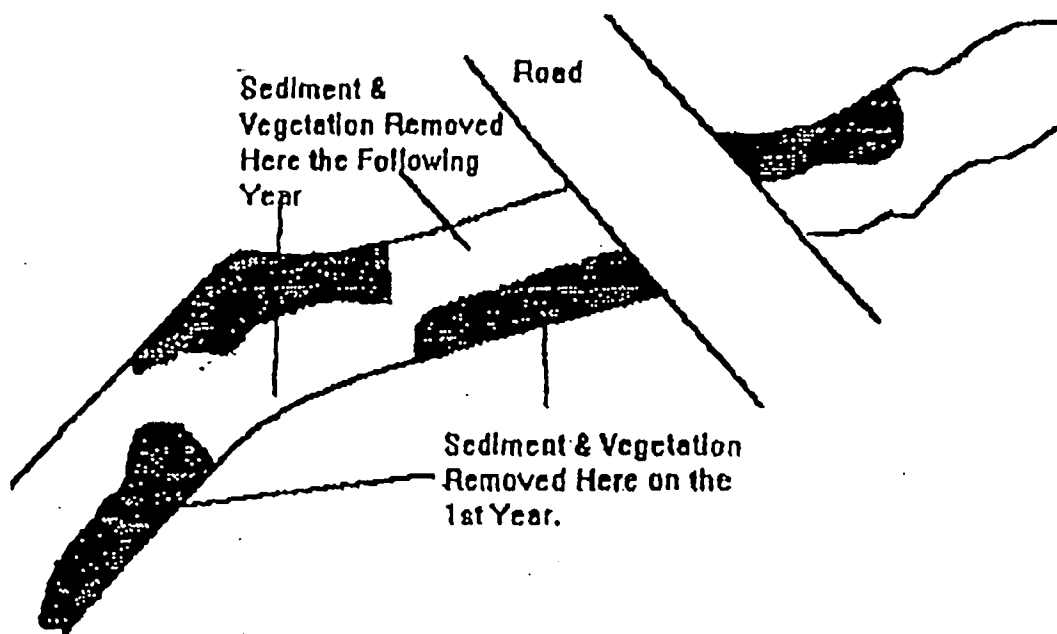 Road
Sediment &
Vegetation Removed
Here the Following
Year
Sediment & Vegetation
Removed Here on the
1st Year.